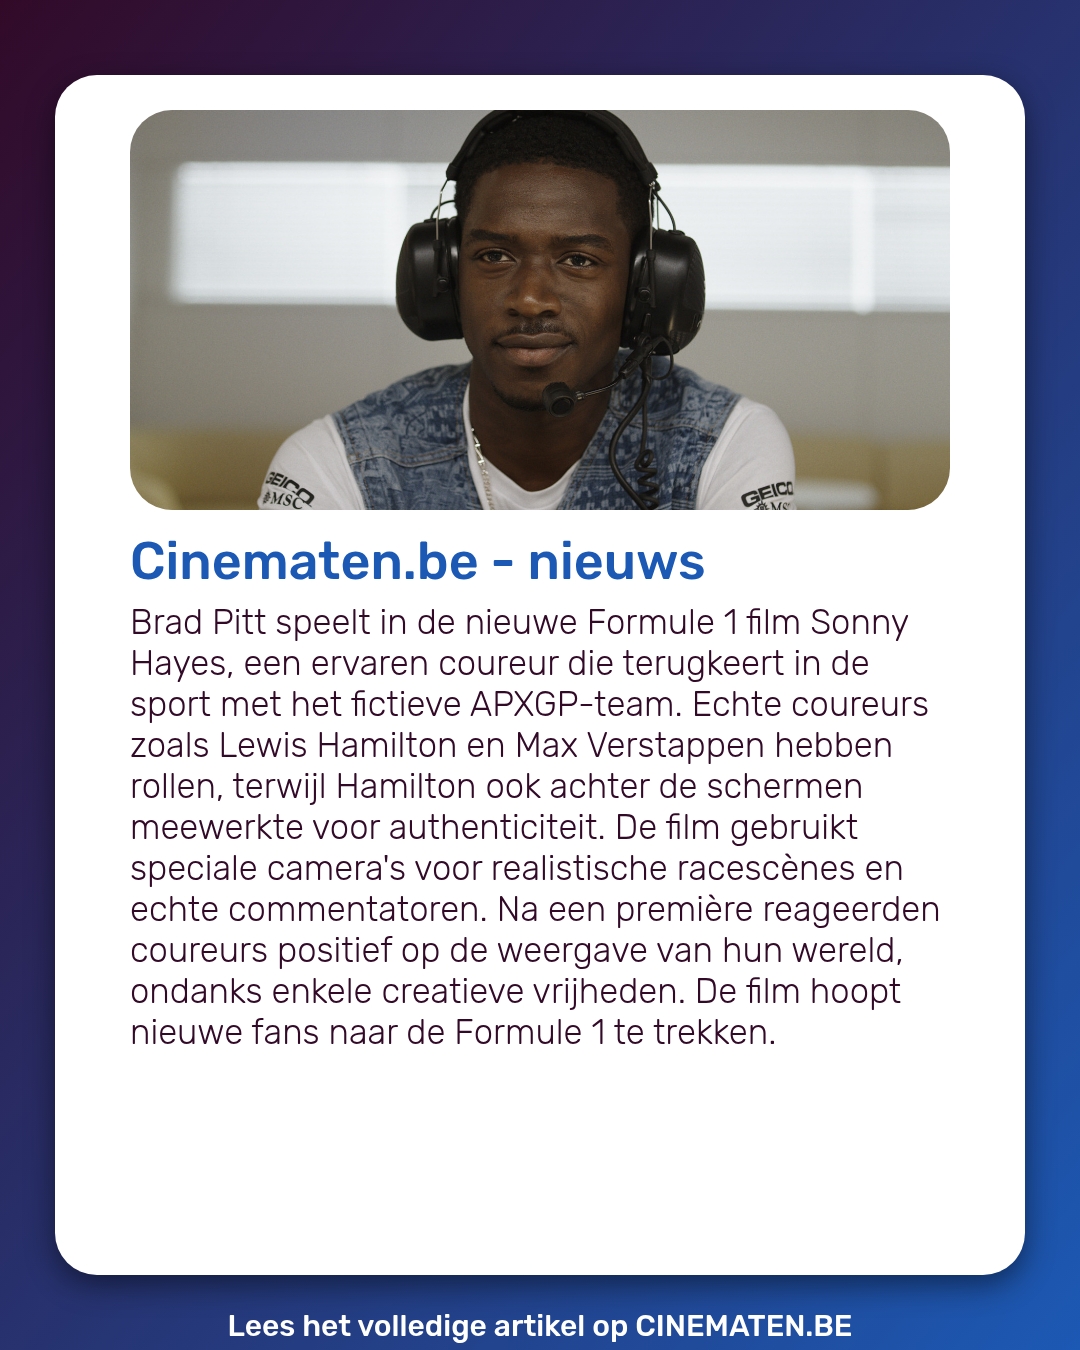 GEICO
MSC
GEICO
Cinematen.be - nieuws
Brad Pitt speelt in de nieuwe Formule 1 film Sonny
Hayes, een ervaren coureur die terugkeert in de
sport met het fictieve APXGP-team. Echte coureurs
zoals Lewis Hamilton en Max Verstappen hebben
rollen, terwijl Hamilton ook achter de schermen
meewerkte voor authenticiteit. De film gebruikt
speciale camera's voor realistische racescènes en
echte commentatoren. Na een première reageerden
coureurs positief op de weergave van hun wereld,
ondanks enkele creatieve vrijheden. De film hoopt
nieuwe fans naar de Formule 1 te trekken.
Lees het volledige artikel op CINEMATEN.BE